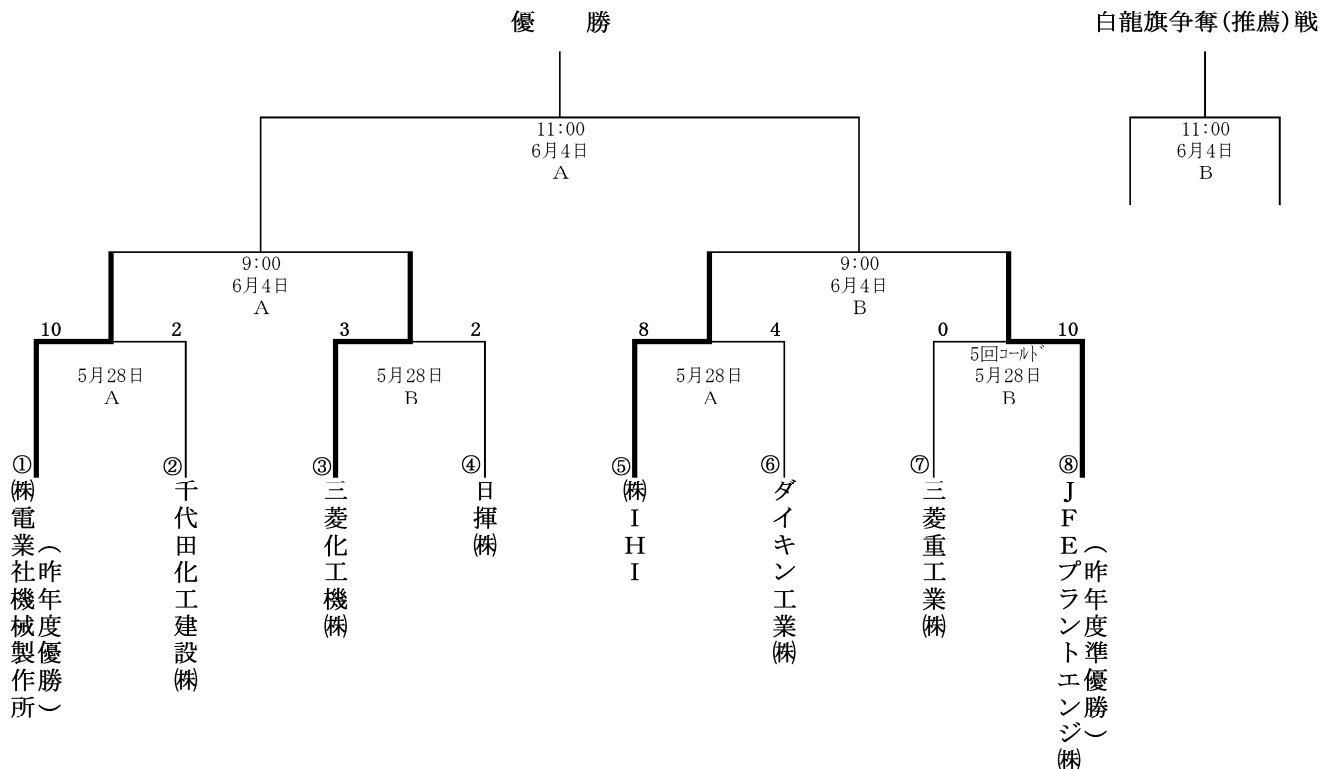 優　勝
白龍旗争奪(推薦)戦
11:00
6月4日
A
11:00
6月4日
B
9:00
6月4日
A
9:00
6月4日
B
10
2
3
2
8
4
0
10
5月28日
A
5月28日
B
5月28日
A
5回コールド
5月28日
B
①
㈱電業社機械製作所
(昨年度優勝)
②
千代田化工建設㈱
③
三菱化工機㈱
④
日揮㈱
⑤
㈱IHI
⑥
ダイキン工業㈱
⑦
三菱重工業㈱
⑧
JFEプラントエンジ㈱
(昨年度準優勝)